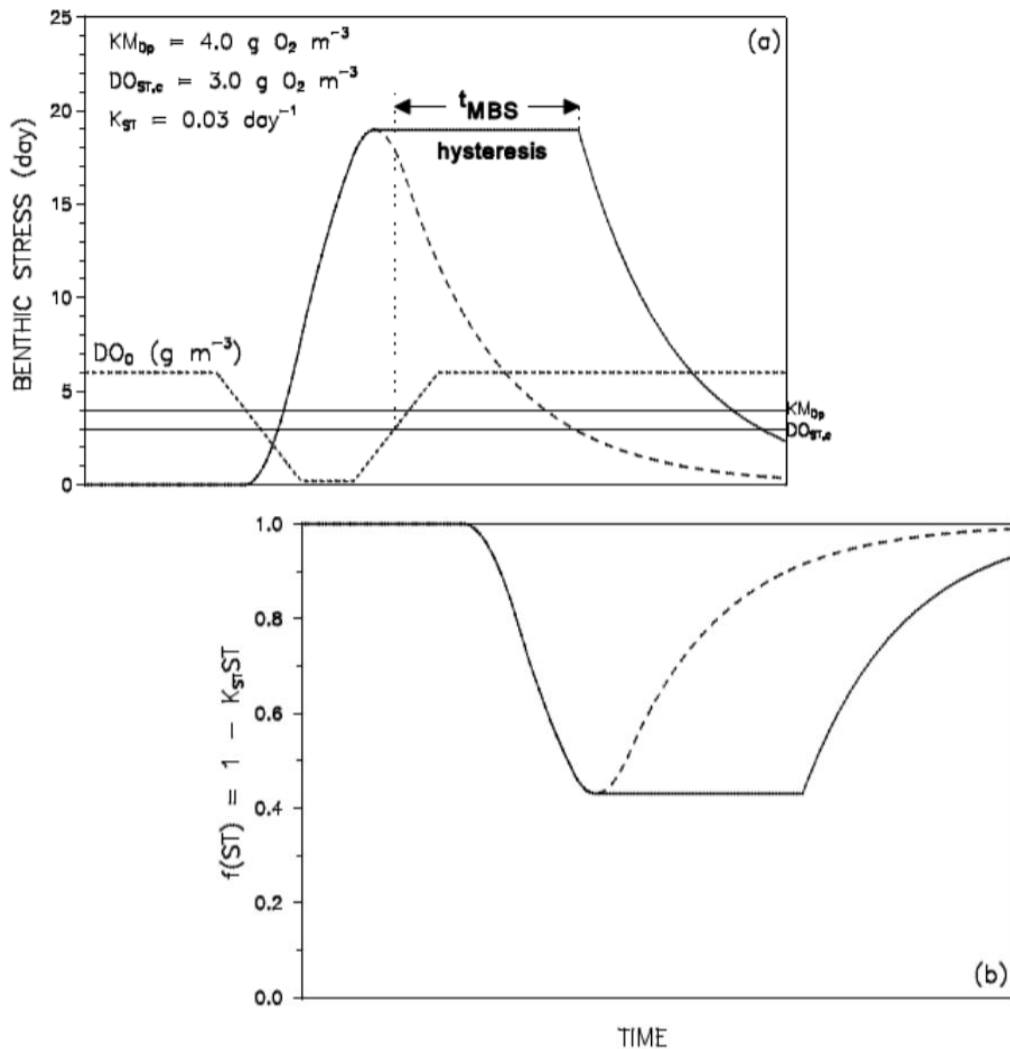 25
20
15
10
5
0
BENTHIC STRESS (day)
KM_Dp = 4.0 g O₂ m⁻³
DO_ST,c = 3.0 g O₂ m⁻³
K_ST = 0.03 day⁻¹
(a)
t_MBS
hysteresis
DO₀ (g m⁻³)
KM_Dp
DO_ST,c
1.0
0.8
0.6
0.4
0.2
0.0
f(ST) = 1 − K_ST ST
(b)
TIME